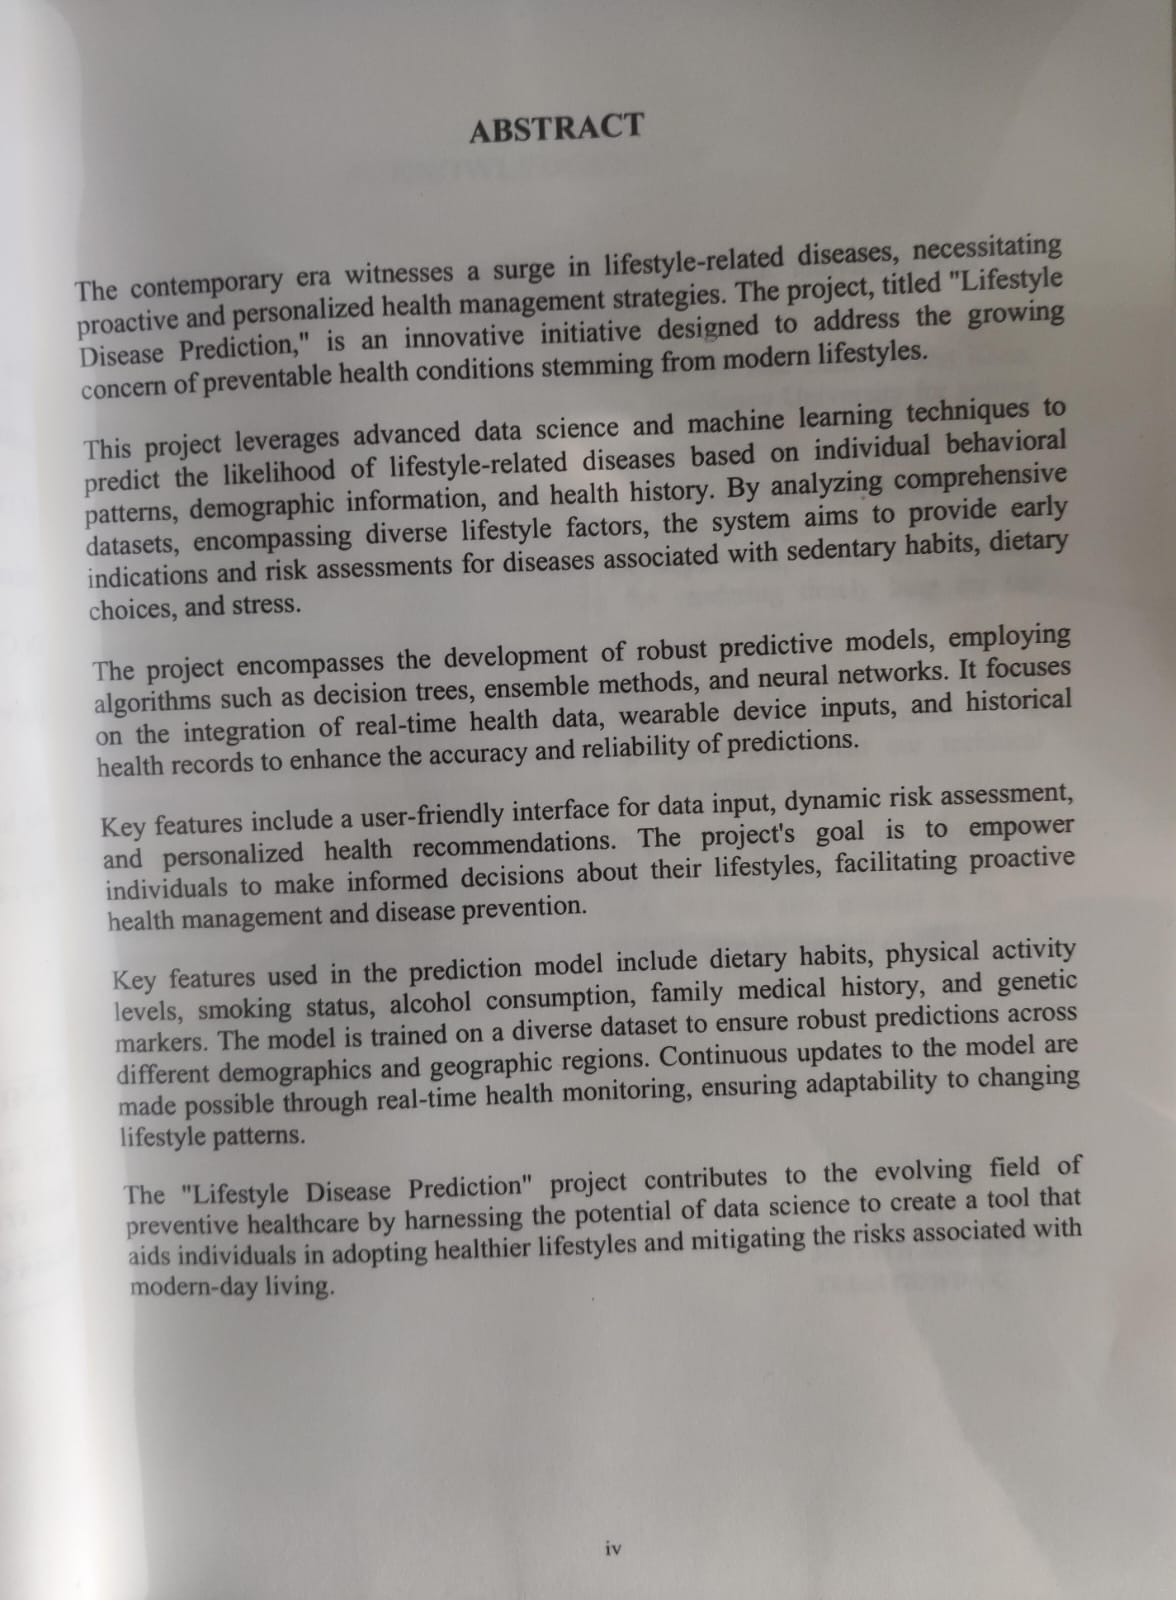 ABSTRACT
The contemporary era witnesses a surge in lifestyle-related diseases, necessitating
proactive and personalized health management strategies. The project, titled "Lifestyle
Disease Prediction," is an innovative initiative designed to address the growing
concern of preventable health conditions stemming from modern lifestyles.
This project leverages advanced data science and machine learning techniques to
predict the likelihood of lifestyle-related diseases based on individual behavioral
patterns, demographic information, and health history. By analyzing comprehensive
datasets, encompassing diverse lifestyle factors, the system aims to provide early
indications and risk assessments for diseases associated with sedentary habits, dietary
choices, and stress.
The project encompasses the development of robust predictive models, employing
algorithms such as decision trees, ensemble methods, and neural networks. It focuses
on the integration of real-time health data, wearable device inputs, and historical
health records to enhance the accuracy and reliability of predictions.
Key features include a user-friendly interface for data input, dynamic risk assessment,
and personalized health recommendations. The project's goal is to empower
individuals to make informed decisions about their lifestyles, facilitating proactive
health management and disease prevention.
Key features used in the prediction model include dietary habits, physical activity
levels, smoking status, alcohol consumption, family medical history, and genetic
markers. The model is trained on a diverse dataset to ensure robust predictions across
different demographics and geographic regions. Continuous updates to the model are
made possible through real-time health monitoring, ensuring adaptability to changing
lifestyle patterns.
The "Lifestyle Disease Prediction" project contributes to the evolving field of
preventive healthcare by harnessing the potential of data science to create a tool that
aids individuals in adopting healthier lifestyles and mitigating the risks associated with
modern-day living.
iv